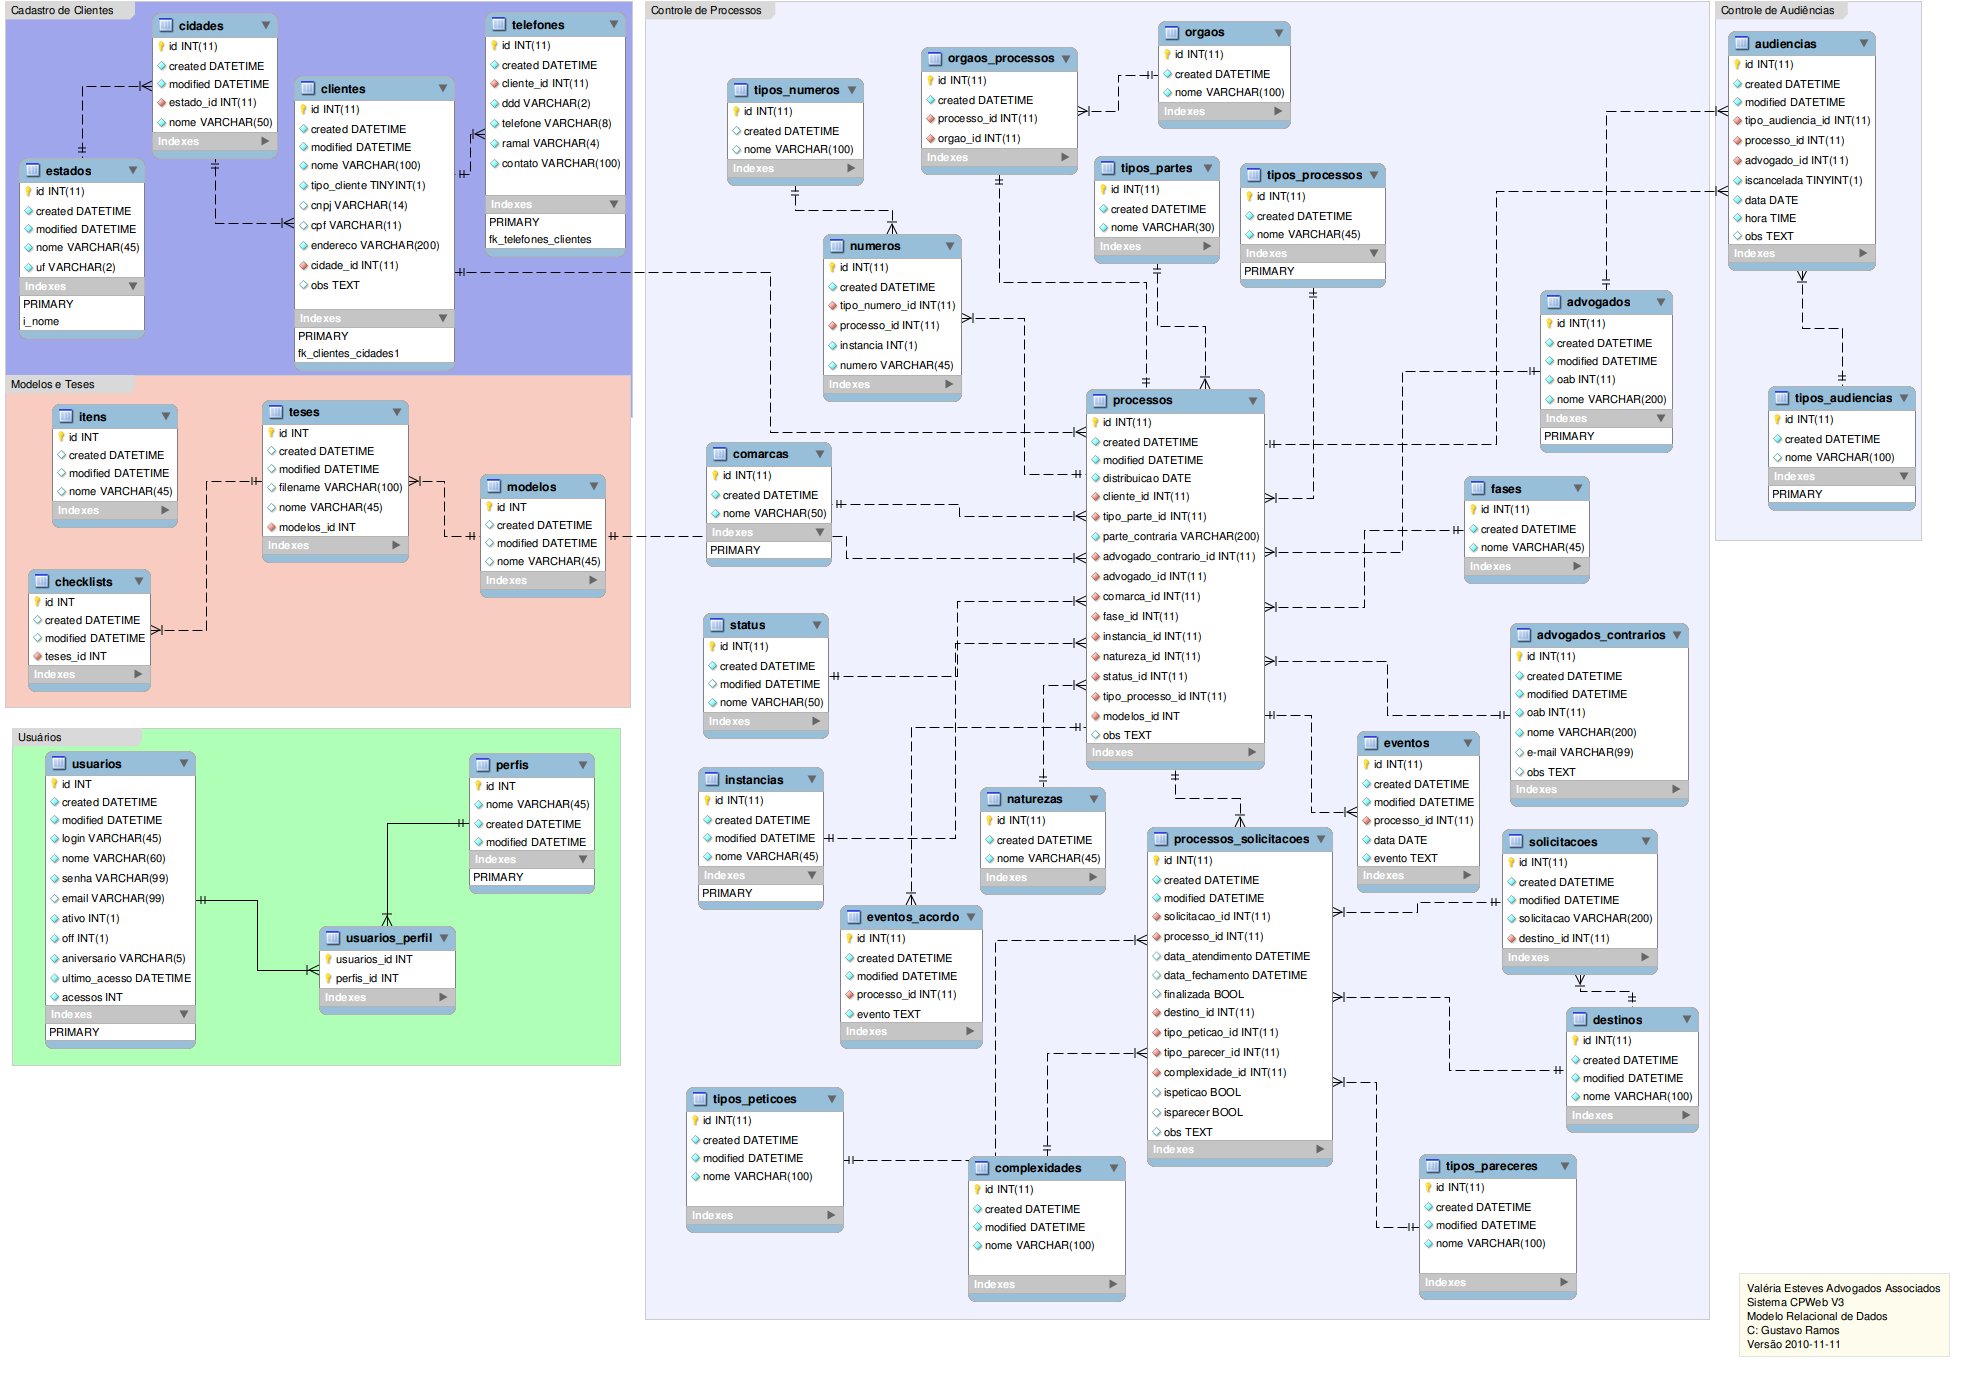 Cadastro de Clientes
cidades
id INT(11)
created DATETIME
modified DATETIME
estado_id INT(11)
nome VARCHAR(50)
Indexes
estados
id INT(11)
created DATETIME
modified DATETIME
nome VARCHAR(45)
uf VARCHAR(2)
Indexes
PRIMARY
i_nome
clientes
id INT(11)
created DATETIME
modified DATETIME
nome VARCHAR(100)
tipo_cliente TINYINT(1)
cnpj VARCHAR(14)
cpf VARCHAR(11)
endereco VARCHAR(200)
cidade_id INT(11)
obs TEXT
Indexes
PRIMARY
fk_clientes_cidades1
telefones
id INT(11)
created DATETIME
cliente_id INT(11)
ddd VARCHAR(2)
telefone VARCHAR(8)
ramal VARCHAR(4)
contato VARCHAR(100)
Indexes
PRIMARY
fk_telefones_clientes
Modelos e Teses
itens
id INT
created DATETIME
modified DATETIME
nome VARCHAR(45)
Indexes
teses
id INT
created DATETIME
modified DATETIME
filename VARCHAR(100)
nome VARCHAR(45)
modelos_id INT
Indexes
modelos
id INT
created DATETIME
modified DATETIME
nome VARCHAR(45)
Indexes
checklists
id INT
created DATETIME
modified DATETIME
teses_id INT
Indexes
Usuários
usuarios
id INT
created DATETIME
modified DATETIME
login VARCHAR(45)
nome VARCHAR(60)
senha VARCHAR(99)
email VARCHAR(99)
ativo INT(1)
off INT(1)
aniversario VARCHAR(5)
ultimo_acesso DATETIME
acessos INT
Indexes
PRIMARY
perfis
id INT
nome VARCHAR(45)
created DATETIME
modified DATETIME
Indexes
PRIMARY
usuarios_perfil
usuarios_id INT
perfis_id INT
Indexes
Controle de Processos
tipos_numeros
id INT(11)
created DATETIME
nome VARCHAR(100)
Indexes
orgaos_processos
id INT(11)
created DATETIME
processo_id INT(11)
orgao_id INT(11)
Indexes
orgaos
id INT(11)
created DATETIME
nome VARCHAR(100)
Indexes
tipos_partes
id INT(11)
created DATETIME
nome VARCHAR(30)
Indexes
tipos_processos
id INT(11)
created DATETIME
nome VARCHAR(45)
Indexes
PRIMARY
numeros
id INT(11)
created DATETIME
tipo_numero_id INT(11)
processo_id INT(11)
instancia INT(1)
numero VARCHAR(45)
Indexes
advogados
id INT(11)
created DATETIME
modified DATETIME
oab INT(11)
nome VARCHAR(200)
Indexes
PRIMARY
processos
id INT(11)
created DATETIME
modified DATETIME
distribuicao DATE
cliente_id INT(11)
tipo_parte_id INT(11)
parte_contraria VARCHAR(200)
advogado_contrario_id INT(11)
advogado_id INT(11)
comarca_id INT(11)
fase_id INT(11)
instancia_id INT(11)
natureza_id INT(11)
status_id INT(11)
tipo_processo_id INT(11)
modelos_id INT
obs TEXT
Indexes
comarcas
id INT(11)
created DATETIME
nome VARCHAR(50)
Indexes
PRIMARY
fases
id INT(11)
created DATETIME
nome VARCHAR(45)
Indexes
status
id INT(11)
created DATETIME
modified DATETIME
nome VARCHAR(50)
Indexes
advogados_contrarios
id INT(11)
created DATETIME
modified DATETIME
oab INT(11)
nome VARCHAR(200)
e-mail VARCHAR(99)
obs TEXT
Indexes
instancias
id INT(11)
created DATETIME
modified DATETIME
nome VARCHAR(45)
Indexes
PRIMARY
naturezas
id INT(11)
created DATETIME
nome VARCHAR(45)
Indexes
eventos
id INT(11)
created DATETIME
modified DATETIME
processo_id INT(11)
data DATE
evento TEXT
Indexes
processos_solicitacoes
id INT(11)
created DATETIME
modified DATETIME
solicitacao_id INT(11)
processo_id INT(11)
data_atendimento DATETIME
data_fechamento DATETIME
finalizada BOOL
destino_id INT(11)
tipo_peticao_id INT(11)
tipo_parecer_id INT(11)
complexidade_id INT(11)
ispeticao BOOL
isparecer BOOL
obs TEXT
Indexes
solicitacoes
id INT(11)
created DATETIME
modified DATETIME
solicitacao VARCHAR(200)
destino_id INT(11)
Indexes
eventos_acordo
id INT(11)
created DATETIME
modified DATETIME
processo_id INT(11)
evento TEXT
Indexes
destinos
id INT(11)
created DATETIME
modified DATETIME
nome VARCHAR(100)
Indexes
tipos_peticoes
id INT(11)
created DATETIME
modified DATETIME
nome VARCHAR(100)
Indexes
complexidades
id INT(11)
created DATETIME
modified DATETIME
nome VARCHAR(100)
Indexes
tipos_pareceres
id INT(11)
created DATETIME
modified DATETIME
nome VARCHAR(100)
Indexes
Controle de Audiências
audiencias
id INT(11)
created DATETIME
modified DATETIME
tipo_audiencia_id INT(11)
processo_id INT(11)
advogado_id INT(11)
iscancelada TINYINT(1)
data DATE
hora TIME
obs TEXT
Indexes
tipos_audiencias
id INT(11)
created DATETIME
nome VARCHAR(100)
Indexes
PRIMARY
Valéria Esteves Advogados Associados
Sistema CPWeb V3
Modelo Relacional de Dados
C: Gustavo Ramos
Versão 2010-11-11